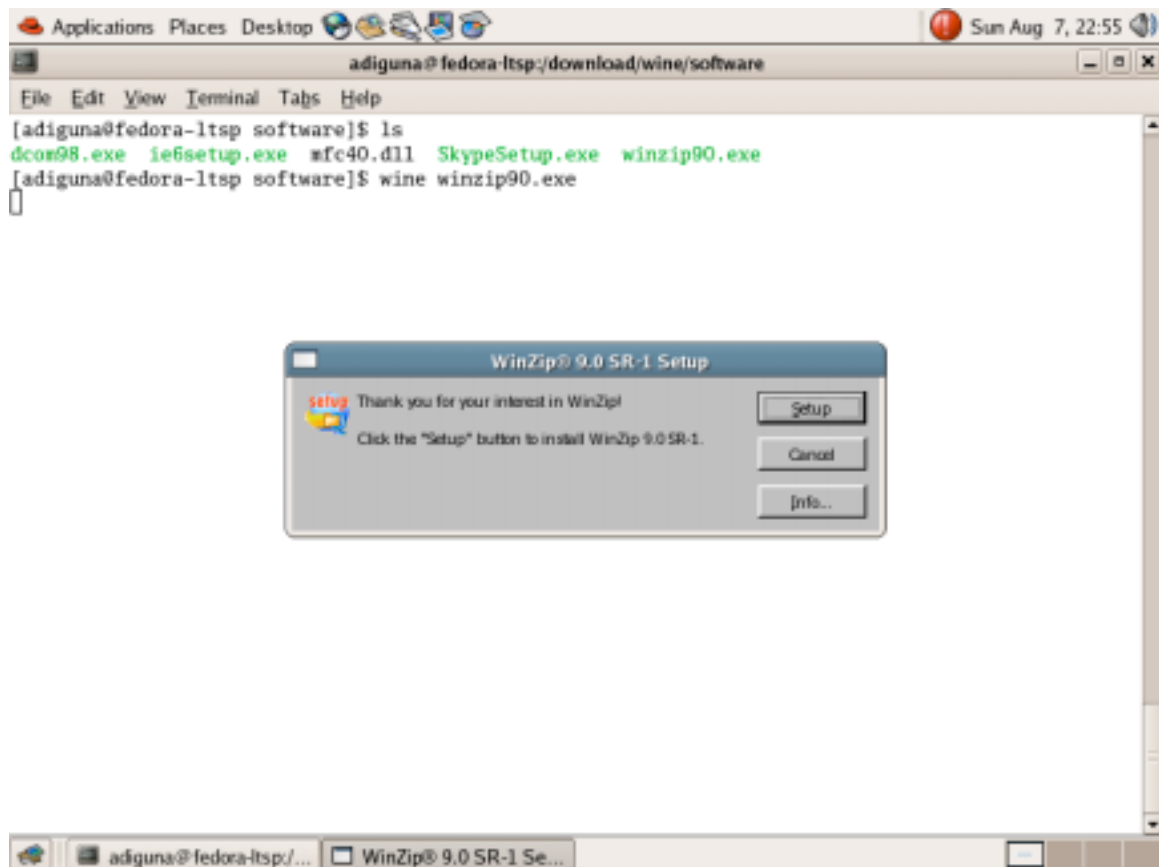 Applications Places Desktop Sun Aug 7, 22:55
adiguna@fedora-ltsp:/download/wine/software
File Edit View Terminal Tabs Help
[adiguna@fedora-ltsp software]$ ls
dcom98.exe ie6setup.exe mfc40.dll SkypeSetup.exe winzip90.exe
[adiguna@fedora-ltsp software]$ wine winzip90.exe
WinZip® 9.0 SR-1 Setup
setup
Thank you for your interest in WinZip!
Setup
Click the "Setup" button to install WinZip 9.0 SR-1.
Cancel
Info...
adiguna@fedora-ltsp:/... WinZip® 9.0 SR-1 Se...